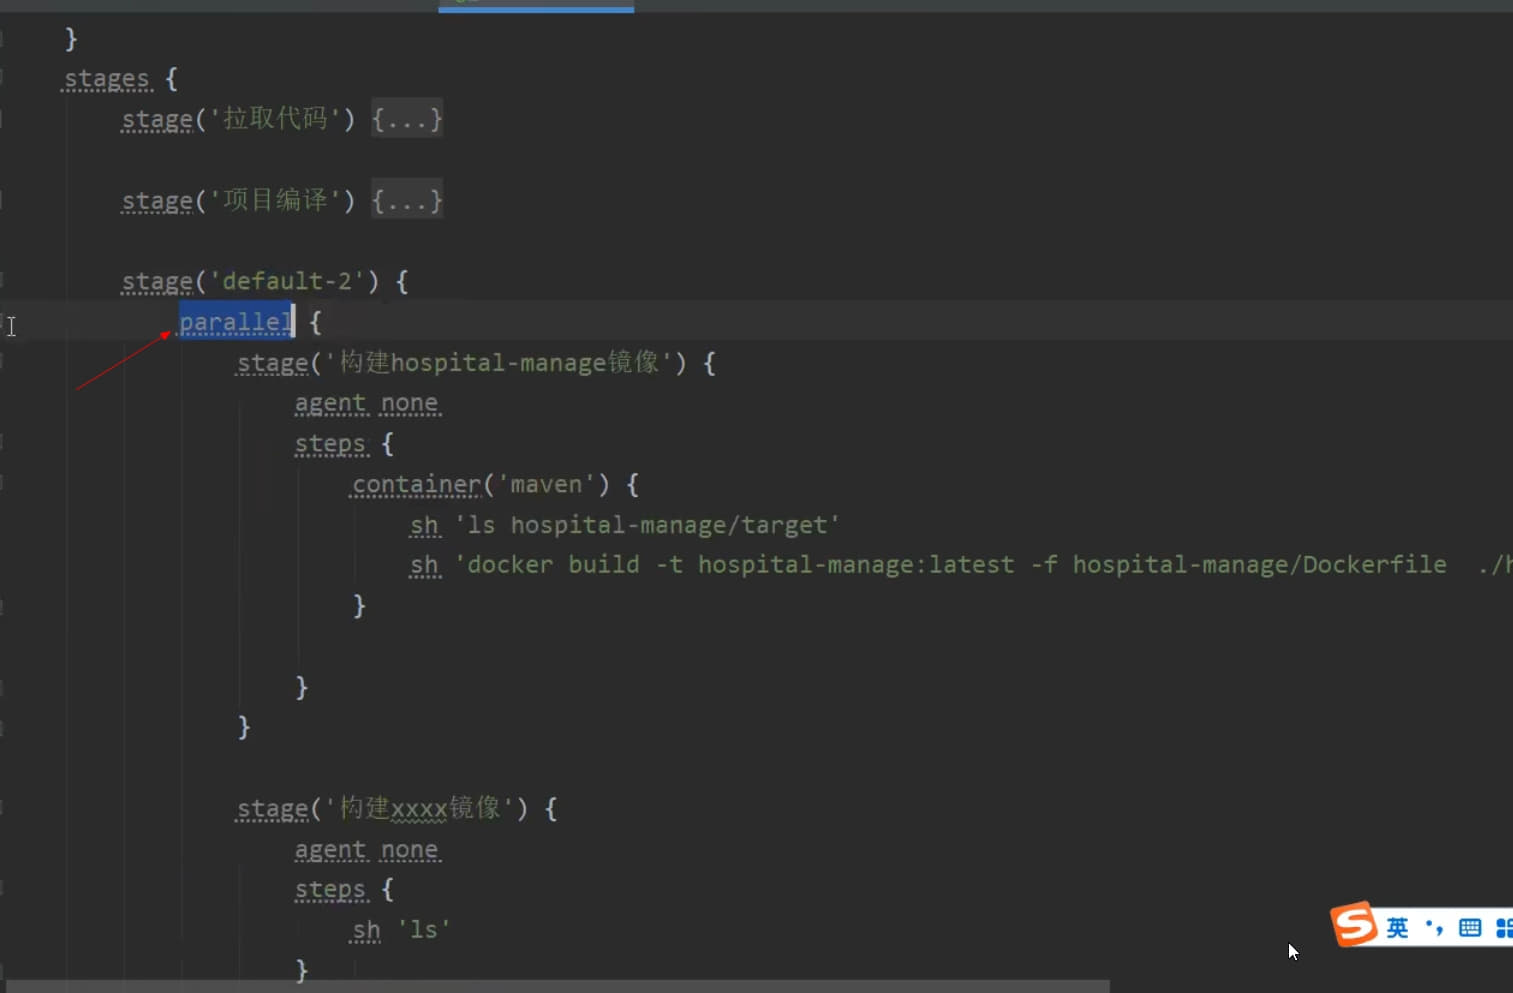 }
stages {
stage('拉取代码') {...}
stage('项目编译') {...}
stage('default-2') {
parallel {
stage('构建hospital-manage镜像') {
agent none
steps {
container('maven') {
sh 'ls hospital-manage/target'
sh 'docker build -t hospital-manage:latest -f hospital-manage/Dockerfile  ./h
}
}
}
stage('构建xxxx镜像') {
agent none
steps {
sh 'ls'
}
英